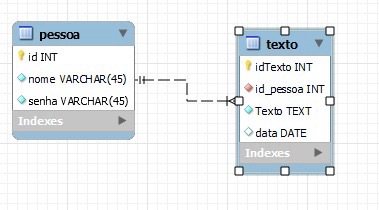 pessoa
id INT
nome VARCHAR(45)
senha VARCHAR(45)
Indexes
texto
idTexto INT
id_pessoa INT
Texto TEXT
data DATE
Indexes